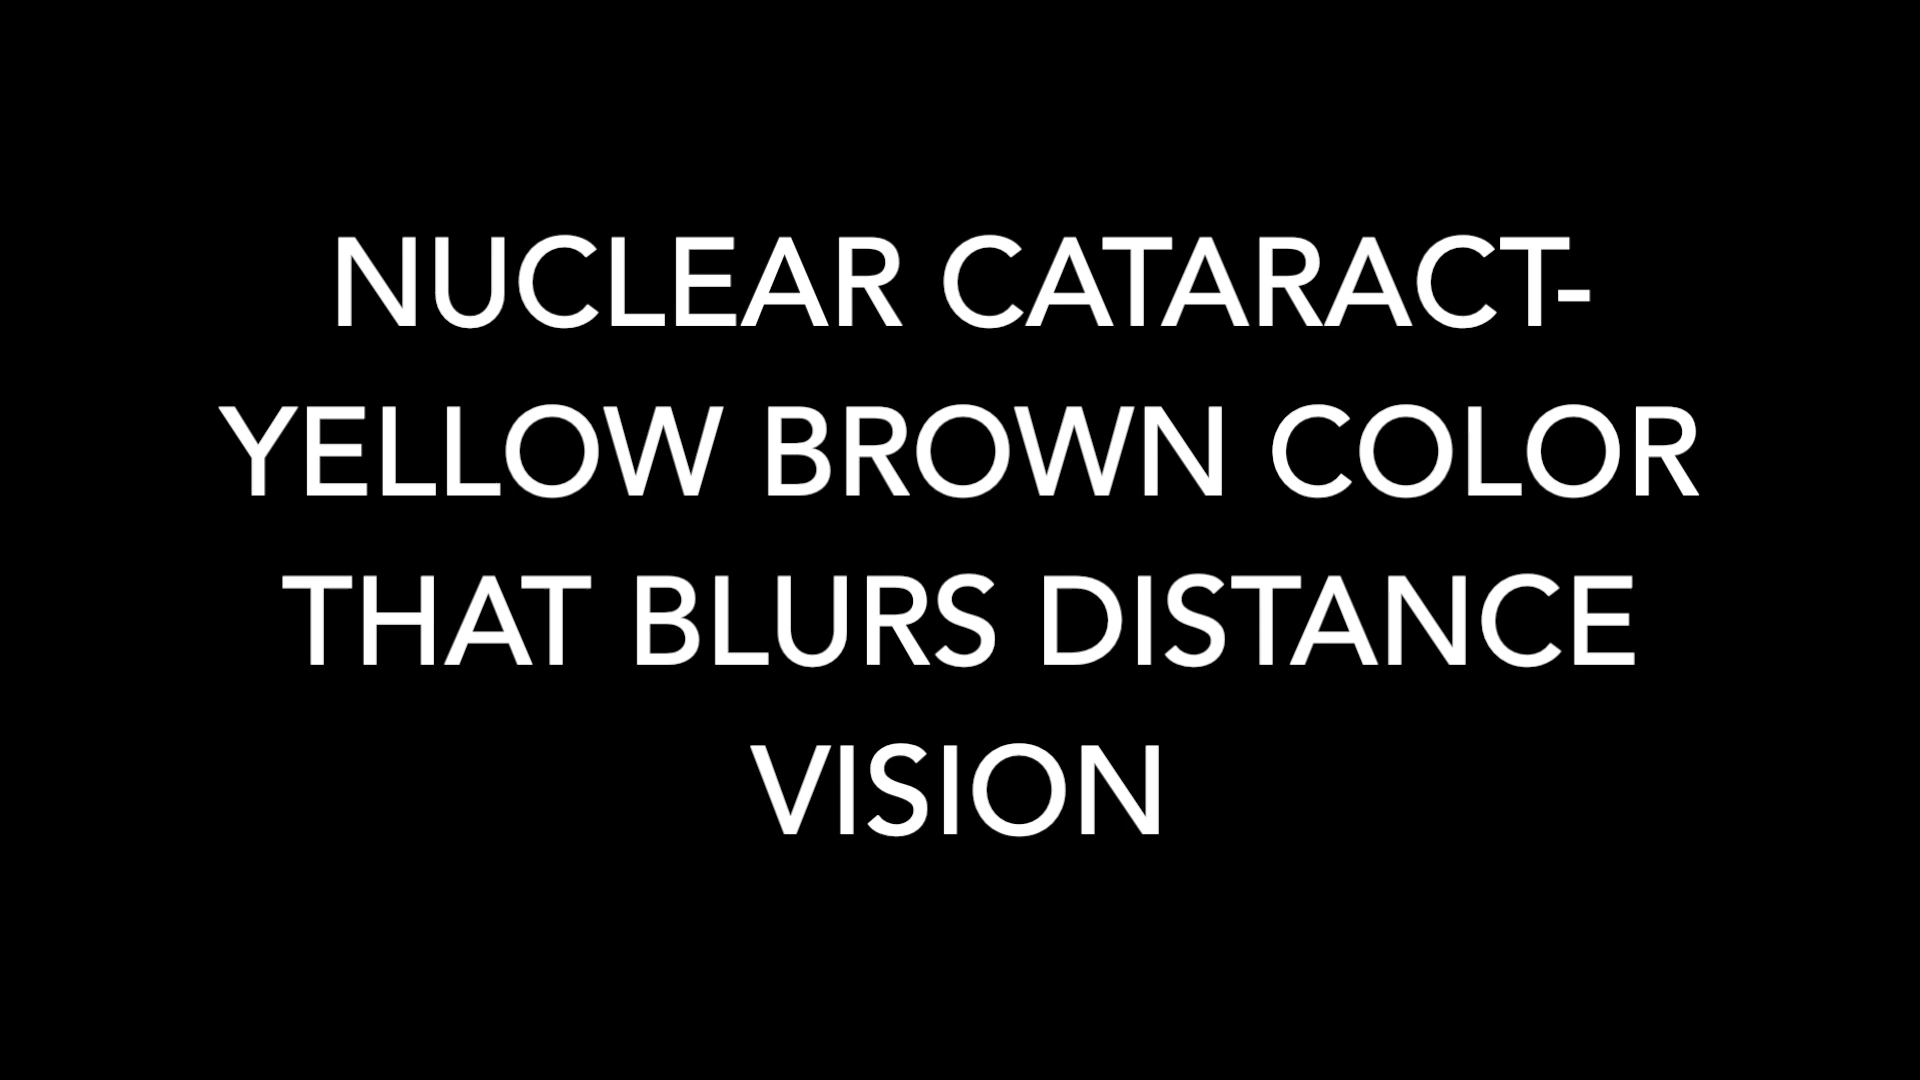 NUCLEAR CATARACT-
YELLOW BROWN COLOR
THAT BLURS DISTANCE
VISION